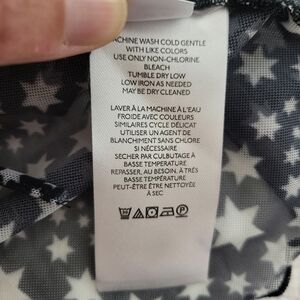 MACHINE WASH COLD GENTLE
WITH LIKE COLORS
USE ONLY NON-CHLORINE
BLEACH
TUMBLE DRY LOW
LOW IRON AS NEEDED
MAY BE DRY CLEANED
LAVER À LA MACHINE À L'EAU
FROIDE AVEC COULEURS
SIMILAIRES CYCLE DÉLICAT
UTILISER UN AGENT DE
BLANCHIMENT SANS CHLORE
SI NÉCESSAIRE
SECHER PAR CULBUTAGE À
BASSE TEMPERATURE
REPASSER, AU BESOIN. À TRÈS
BASSE TEMPERATURE
PEUT-ÊTRE ÊTRE NETTOYÉE
À SEC